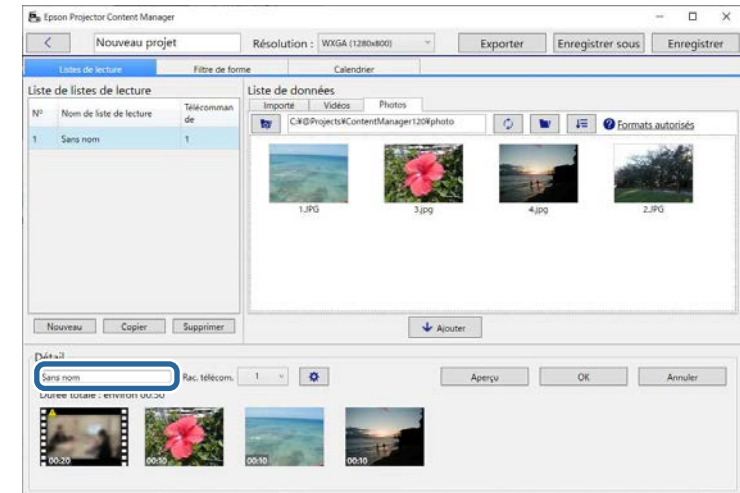 Epson Projector Content Manager
Nouveau projet Résolution : WXGA (1280x800) Exporter Enregistrer sous Enregistrer
Listes de lecture Filtre de forme Calendrier
Liste de listes de lecture Liste de données
Importé Vidéos Photos
Nº Nom de liste de lecture Télécomman
de
C:¥@Projects¥ContentManager120¥photo Formats autorisés
1 Sans nom 1
1.JPG 3.jpg 4.jpg 2.JPG
Nouveau Copier Supprimer Ajouter
Détail
Sans nom Rac. télécom. 1 Aperçu OK Annuler
Durée totale : environ 00:50
00:20 00:10 00:10 00:10